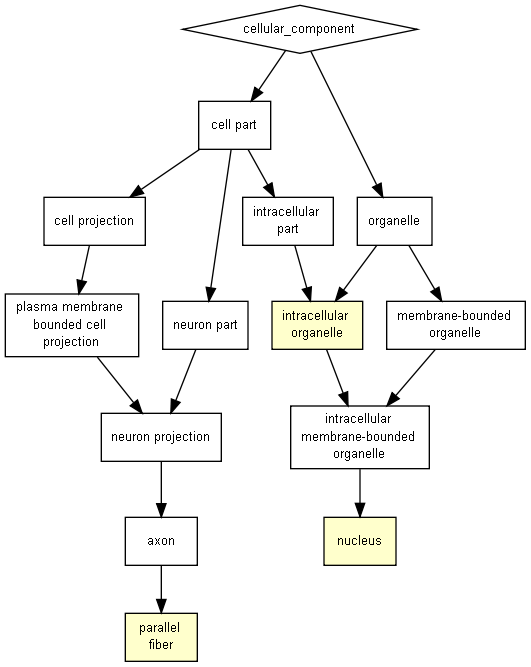 cellular_component
cell part
cell projection
intracellular
part
organelle
plasma membrane
bounded cell
projection
neuron part
intracellular
organelle
membrane-bounded
organelle
neuron projection
intracellular
membrane-bounded
organelle
axon
nucleus
parallel
fiber